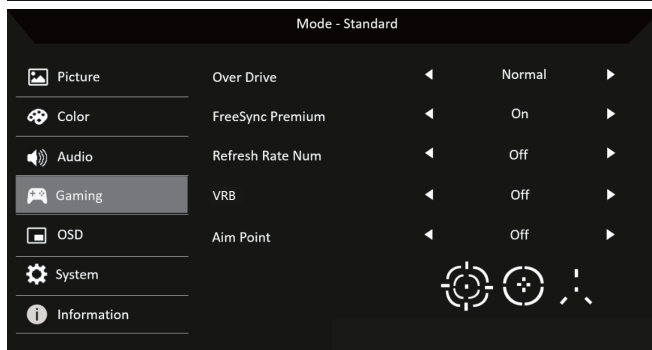 Mode - Standard
Picture
Over Drive Normal
Color
FreeSync Premium On
Audio
Refresh Rate Num Off
Gaming
VRB Off
OSD
Aim Point Off
System
Information